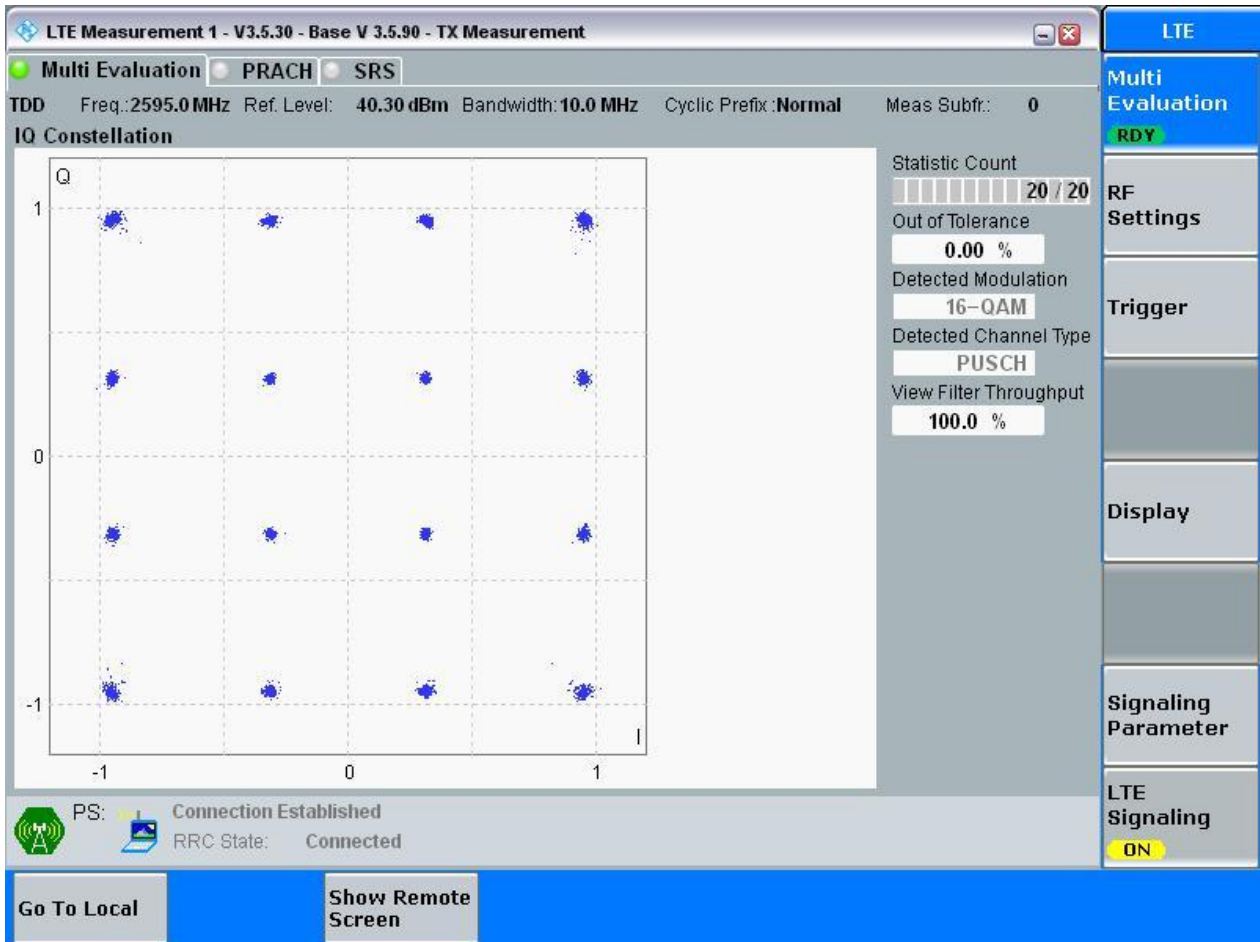 LTE Measurement 1 - V3.5.30 - Base V 3.5.90 - TX Measurement
LTE
Multi Evaluation PRACH SRS
TDD Freq.:2595.0 MHz Ref. Level: 40.30 dBm Bandwidth:10.0 MHz Cyclic Prefix :Normal Meas Subfr.: 0
IQ Constellation
Q
1
0
-1
I
-1 0 1
Statistic Count
20 / 20
Out of Tolerance
0.00 %
Detected Modulation
16-QAM
Detected Channel Type
PUSCH
View Filter Throughput
100.0 %
Multi
Evaluation
RDY
RF
Settings
Trigger
Display
Signaling
Parameter
LTE
Signaling
ON
PS: Connection Established
RRC State: Connected
Go To Local
Show Remote
Screen